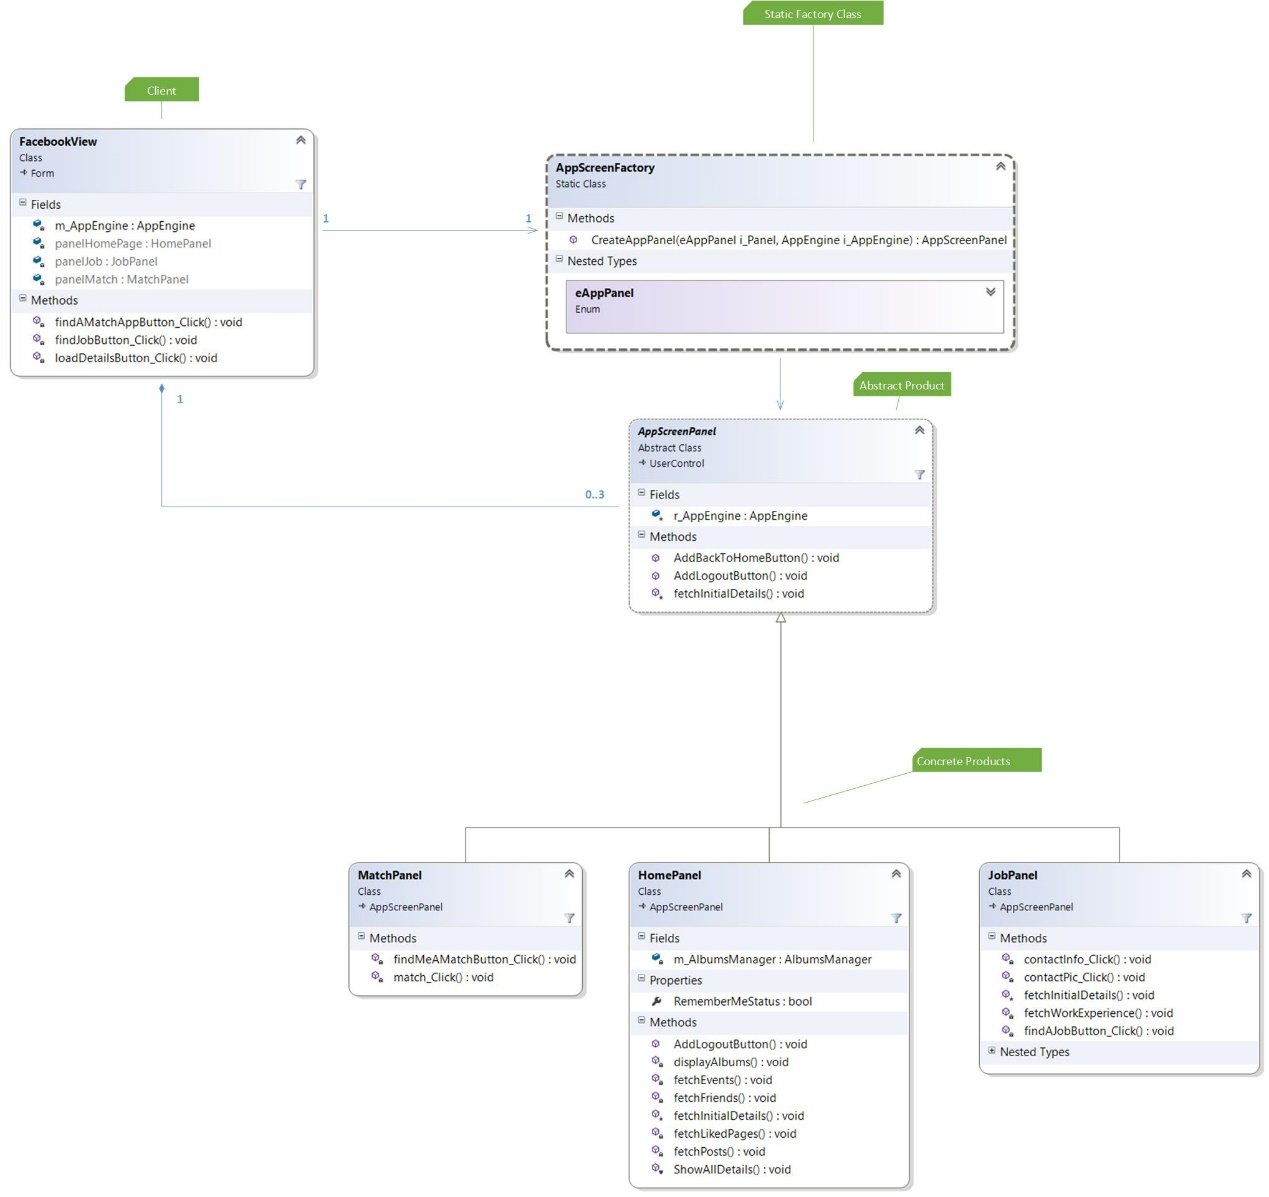 Static Factory Class
Client
FacebookView
Class
Form
Fields
m_AppEngine : AppEngine
panelHomePage : HomePanel
panelJob : JobPanel
panelMatch : MatchPanel
Methods
findAMatchAppButton_Click() : void
findJobButton_Click() : void
loadDetailsButton_Click() : void
1
1
AppScreenFactory
Static Class
Methods
CreateAppPanel(eAppPanel i_Panel, AppEngine i_AppEngine) : AppScreenPanel
Nested Types
eAppPanel
Enum
1
0..3
Abstract Product
AppScreenPanel
Abstract Class
UserControl
Fields
r_AppEngine : AppEngine
Methods
AddBackToHomeButton() : void
AddLogoutButton() : void
fetchInitialDetails() : void
Concrete Products
MatchPanel
Class
AppScreenPanel
Methods
findMeAMatchButton_Click() : void
match_Click() : void
HomePanel
Class
AppScreenPanel
Fields
m_AlbumsManager : AlbumsManager
Properties
RememberMeStatus : bool
Methods
AddLogoutButton() : void
displayAlbums() : void
fetchEvents() : void
fetchFriends() : void
fetchInitialDetails() : void
fetchLikedPages() : void
fetchPosts() : void
ShowAllDetails() : void
JobPanel
Class
AppScreenPanel
Methods
contactInfo_Click() : void
contactPic_Click() : void
fetchInitialDetails() : void
fetchWorkExperience() : void
findAJobButton_Click() : void
Nested Types